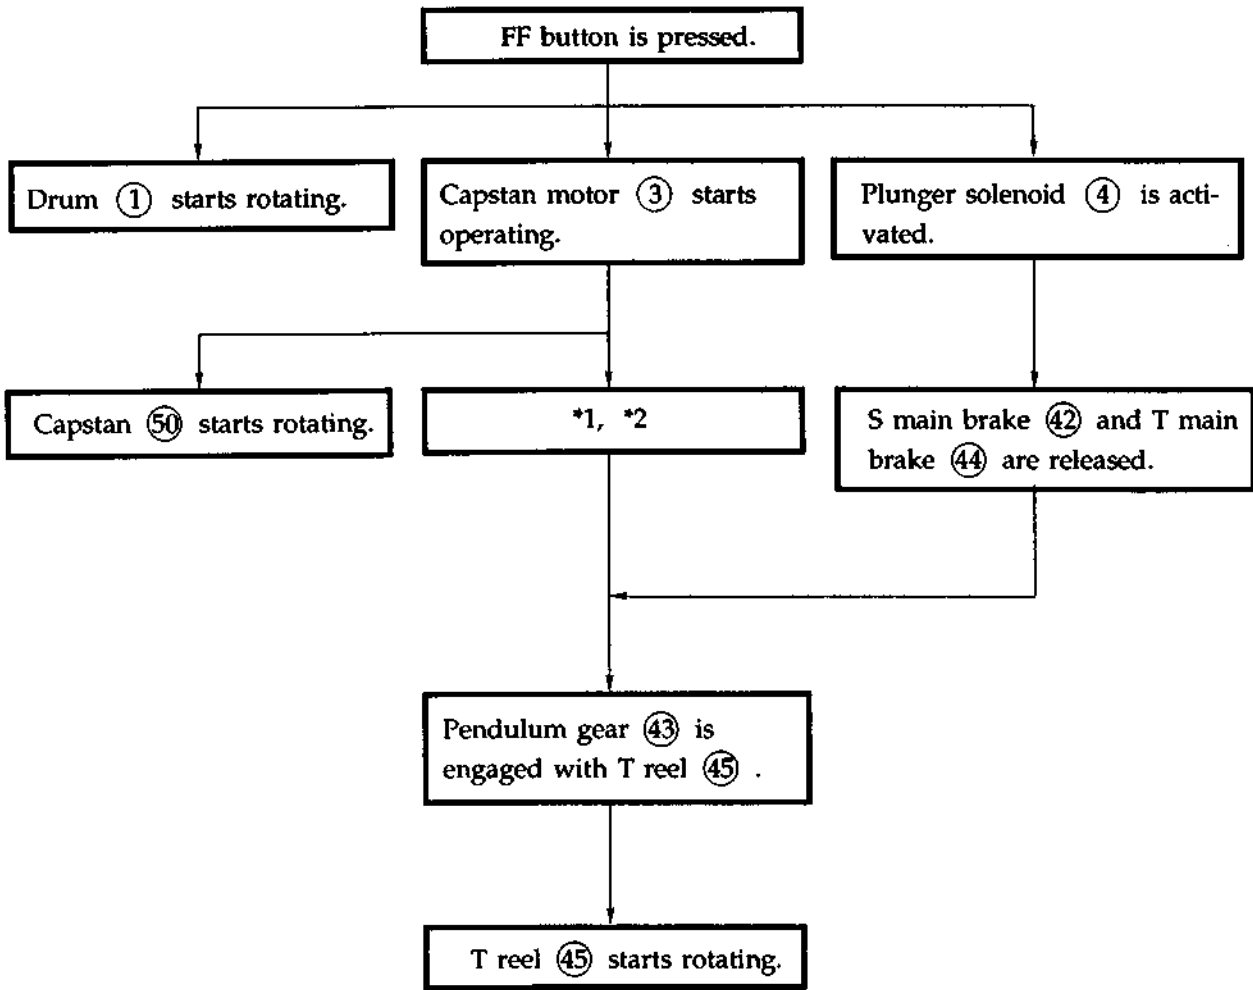 FF button is pressed.
Drum ① starts rotating.
Capstan motor ③ starts
operating.
Plunger solenoid ④ is acti-
vated.
Capstan ㊿ starts rotating.
*1, *2
S main brake ㊷ and T main
brake ㊹ are released.
Pendulum gear ㊸ is
engaged with T reel ㊺ .
T reel ㊺ starts rotating.